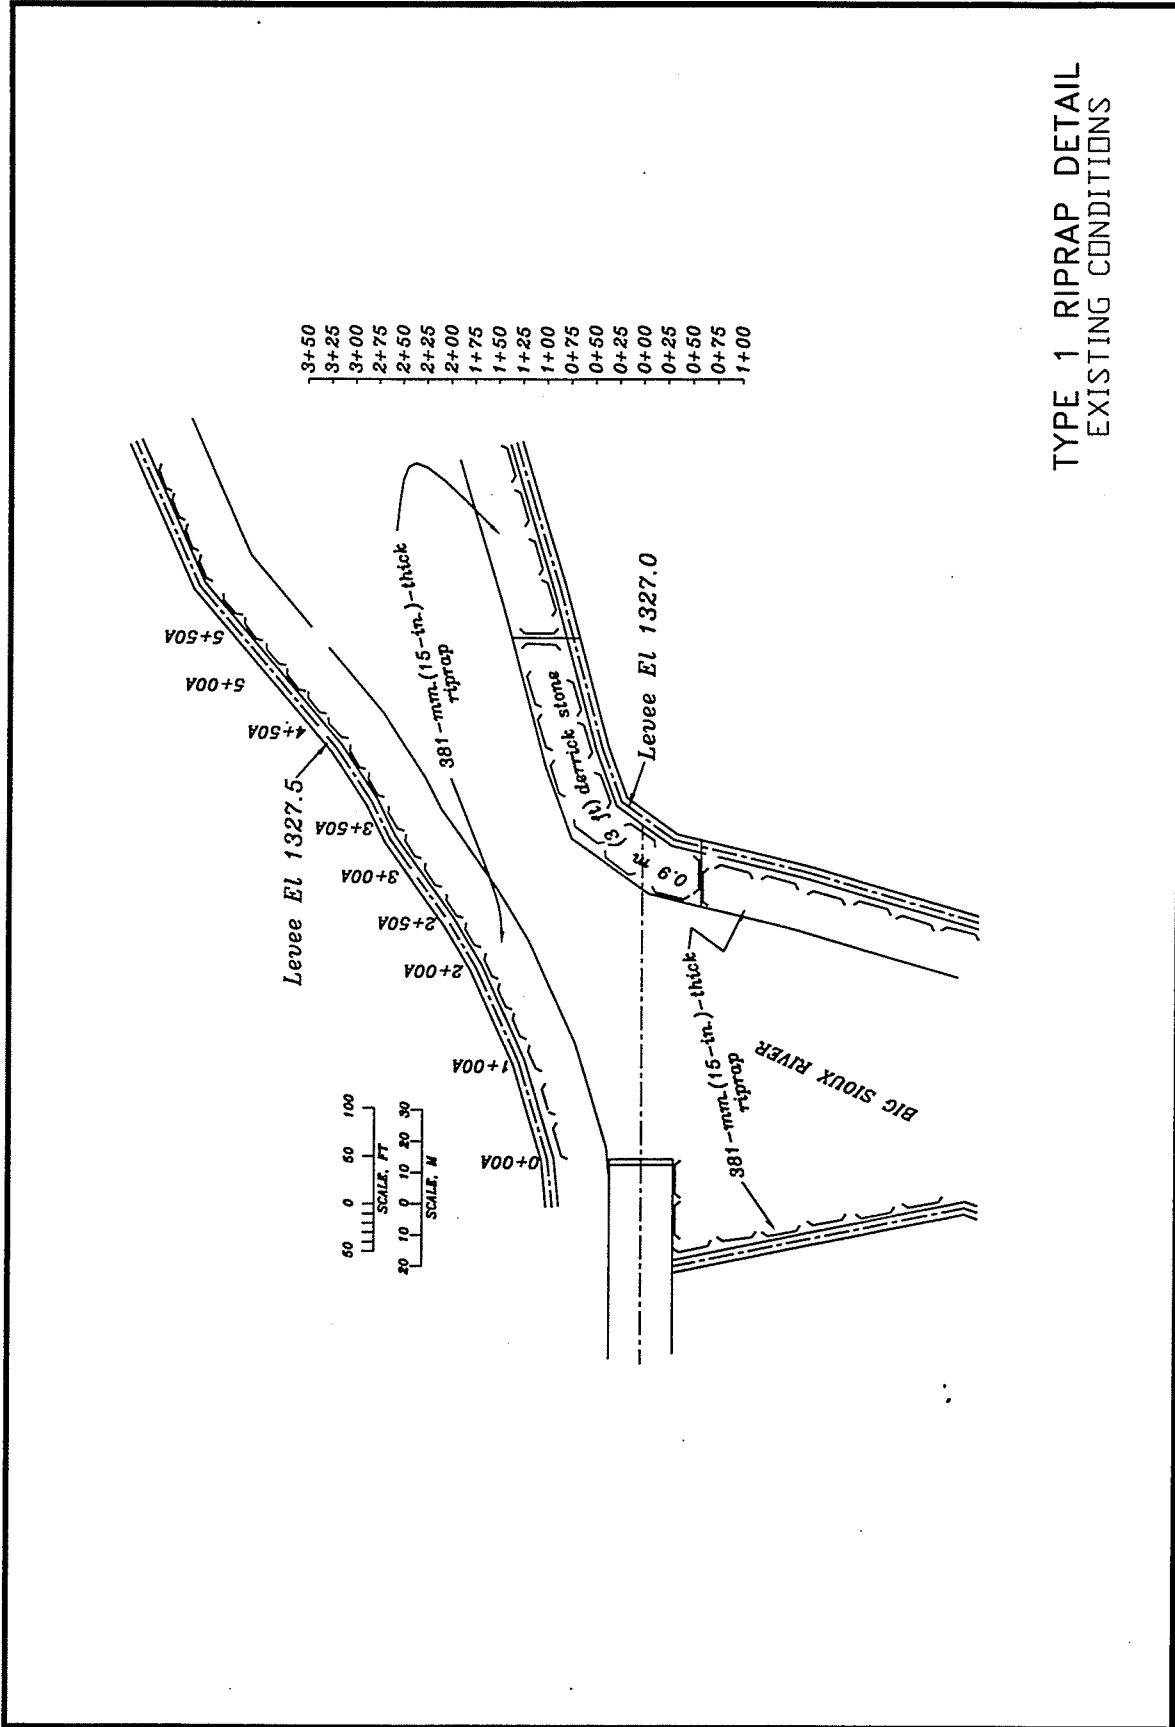 TYPE 1 RIPRAP DETAIL
EXISTING CONDITIONS
3+50
3+25
3+00
2+75
2+50
2+25
2+00
1+75
1+50
1+25
1+00
0+75
0+50
0+25
0+00
0+25
0+50
0+75
1+00
5+50A
5+00A
4+50A
3+50A
3+00A
2+50A
2+00A
1+00A
0+00A
Levee El 1327.5
381-mm-(15-in.)-thick
riprap
0.9 m (3 ft) derrick stone
Levee El 1327.0
381-mm-(15-in.)-thick
riprap
BIG SIOUX RIVER
50 0 50 100
SCALE, FT
20 10 0 10 20 30
SCALE, M